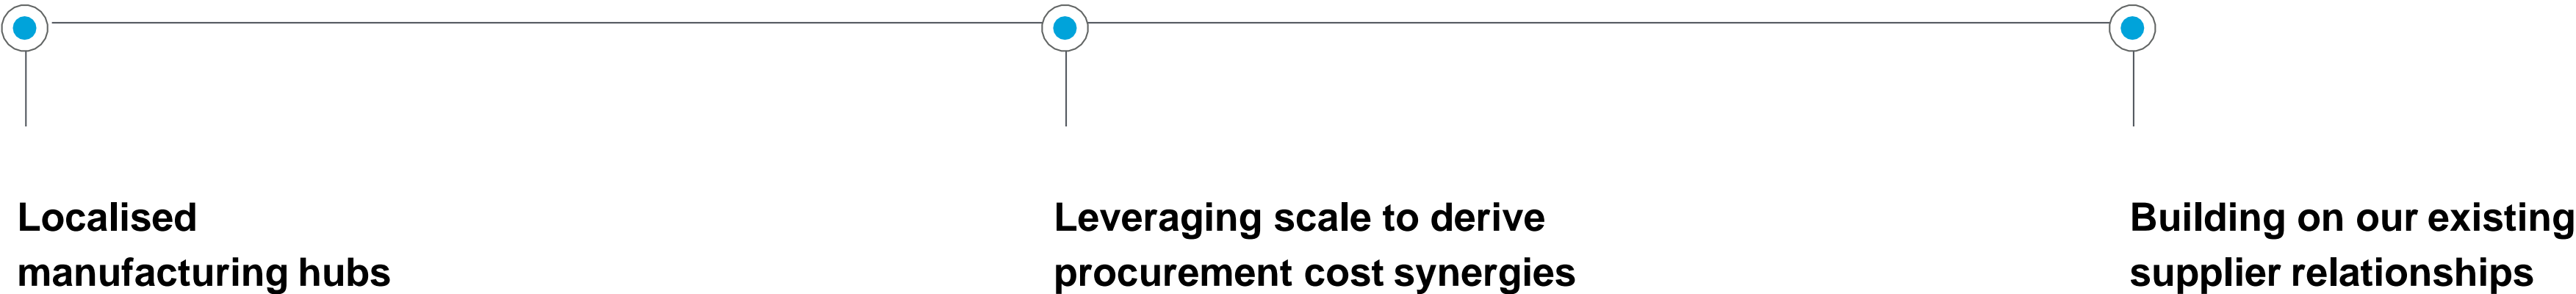 Localised
manufacturing hubs
Leveraging scale to derive
procurement cost synergies
Building on our existing
supplier relationships